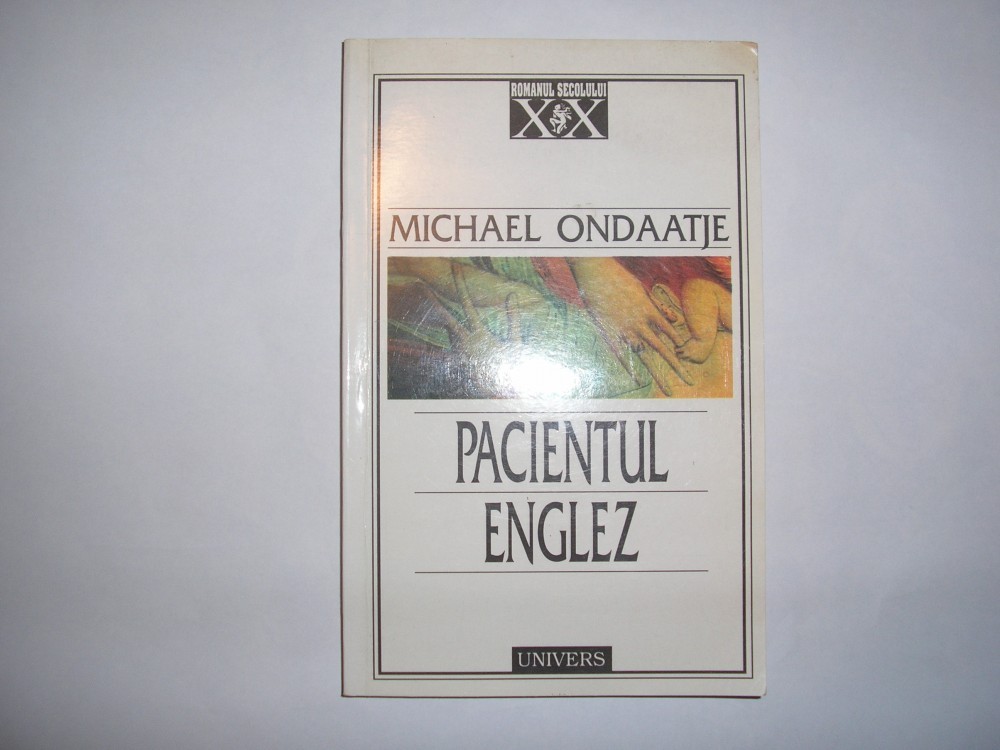 ROMANUL SECOLULUI
XX
MICHAEL ONDAATJE
PACIENTUL
ENGLEZ
UNIVERS